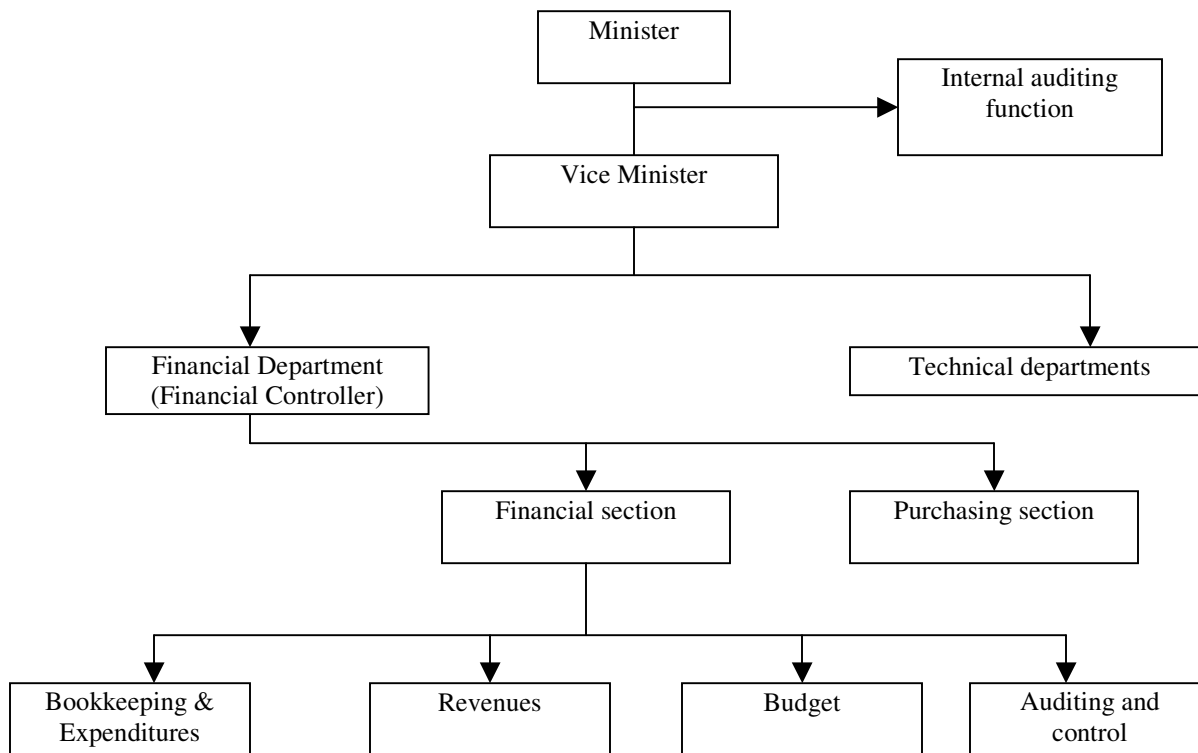 Minister
Internal auditing
function
Vice Minister
Financial Department
(Financial Controller)
Technical departments
Financial section
Purchasing section
Bookkeeping &
Expenditures
Revenues
Budget
Auditing and
control